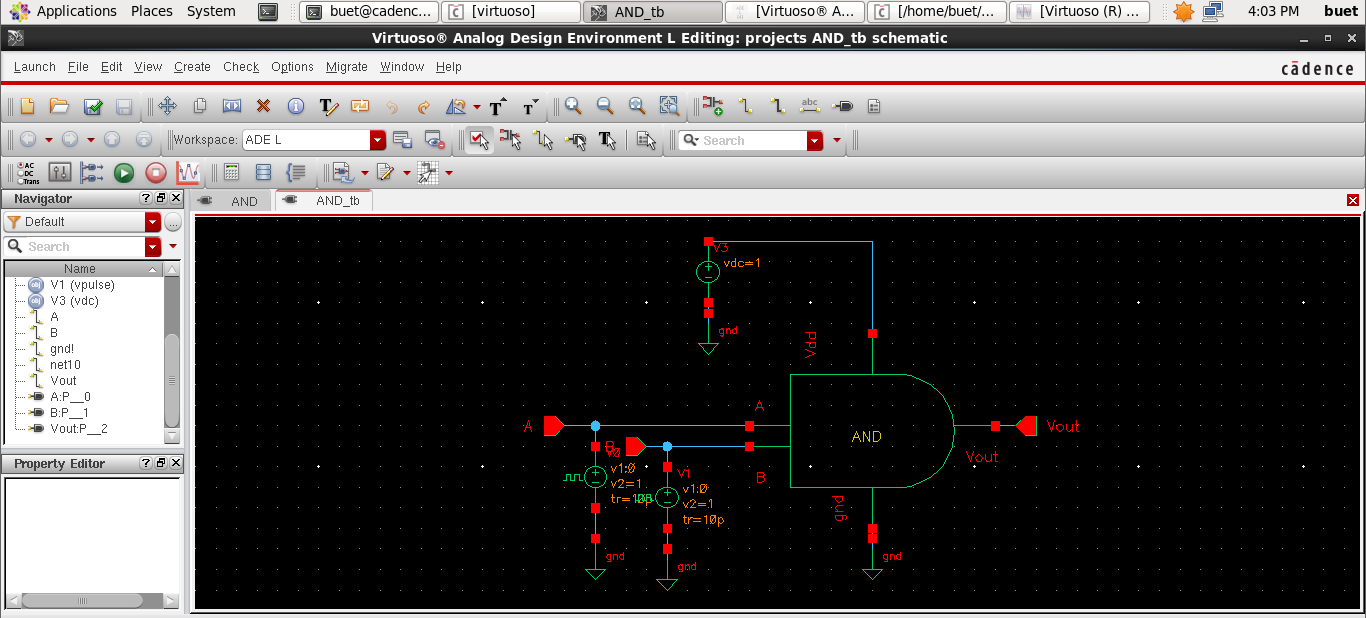 Applications Places System buet@cadenc... [virtuoso] AND_tb [Virtuoso® A... [/home/buet/... [Virtuoso (R) ... 4:03 PM buet
Virtuoso® Analog Design Environment L Editing: projects AND_tb schematic
Launch File Edit View Create Check Options Migrate Window Help cādence
abc
Workspace: ADE L Search
AC
DC
Trans
Navigator AND AND_tb
Default
Search
Name
V1 (vpulse)
V3 (vdc)
A
B
gnd!
net10
Vout
A:P__0
B:P__1
Vout:P__2
Property Editor
V3
vdc=1
gnd
Vdd
A
A
AND
Vout
Vout
B
B
gnd
v1:0
v2=1
tr=10p
gnd
V1
v1:0
v2=1
tr=10p
gnd
gnd